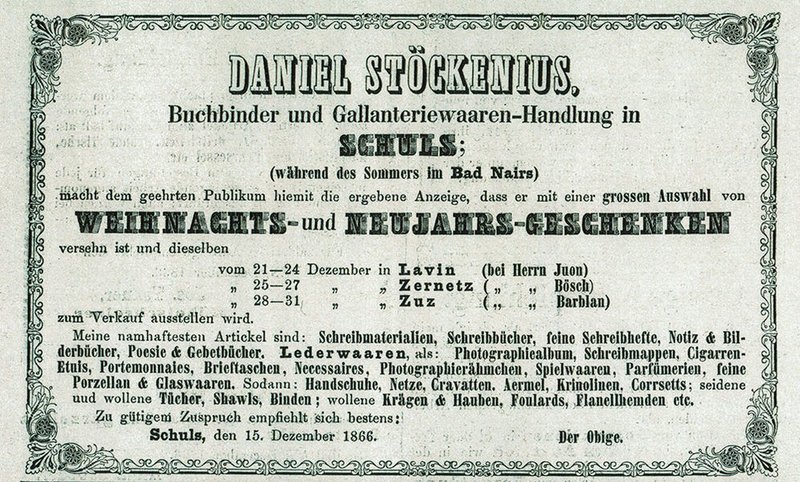 DANIEL STÖCKENIUS,
Buchbinder und Gallanteriewaaren-Handlung in
SCHULS;
(während des Sommers im Bad Nairs)
macht dem geehrten Publikum hiemit die ergebene Anzeige, dass er mit einer grossen Auswahl von
WEIHNACHTS- und NEUJAHRS-GESCHENKEN
versehn ist und dieselben
vom 21—24 Dezember in Lavin (bei Herrn Juon)
„ 25—27 „ „ Zernetz ( „ „ Bösch)
„ 28—31 „ „ Zuz ( „ „ Barblan)
zum Verkauf ausstellen wird.
Meine namhaftesten Artickel sind: Schreibmaterialien, Schreibbücher, feine Sehreibhefte, Notiz & Bil-
derbücher, Poesie & Gebetbücher. Lederwaaren, als: Photographiealbum, Schreibmappen, Cigarren-
Etuis, Portemonnaies, Brieftaschen, Necessaires, Photographierähmchen, Spielwaaren, Parfümerien, feine
Porzellan & Glaswaaren. Sodann: Handschuhe, Netze, Cravatten. Aermel, Krinolinen, Corrsetts; seidene
und wollene Tücher, Shawls, Binden; wollene Krägen & Hauben, Foulards, Flanellhemden etc.
Zu gütigem Zuspruch empfiehlt sich bestens:
Schuls, den 15. Dezember 1866. Der Obige.